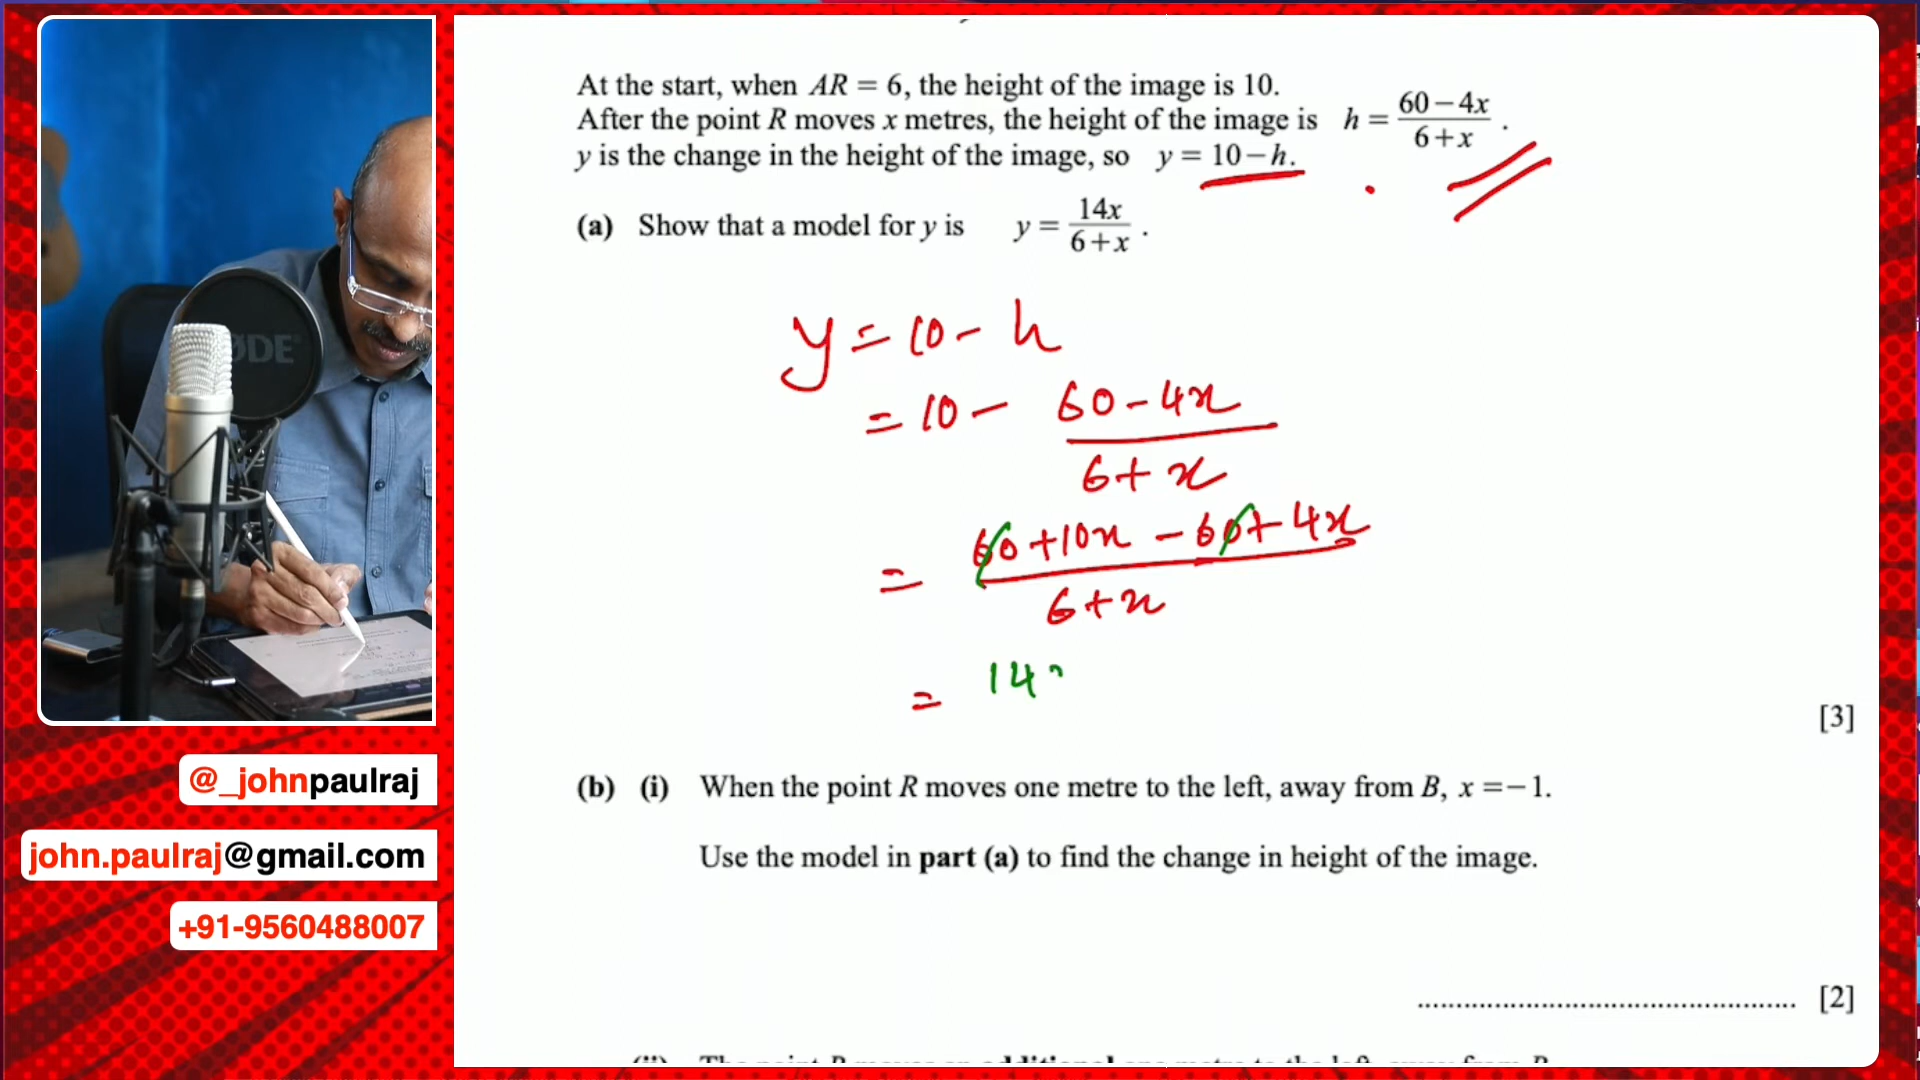 At the start, when AR = 6, the height of the image is 10.
After the point R moves x metres, the height of the image is h = (60 − 4x)/(6 + x) .
y is the change in the height of the image, so y = 10 − h.
(a) Show that a model for y is y = 14x/(6 + x) .
y = 10 − h
= 10 − (60 − 4x)/(6 + x)
= (60 + 10x − 60 + 4x)/(6 + x)
= 14
[3]
(b) (i) When the point R moves one metre to the left, away from B, x = −1.
Use the model in part (a) to find the change in height of the image.
[2]
@_johnpaulraj
john.paulraj@gmail.com
+91-9560488007